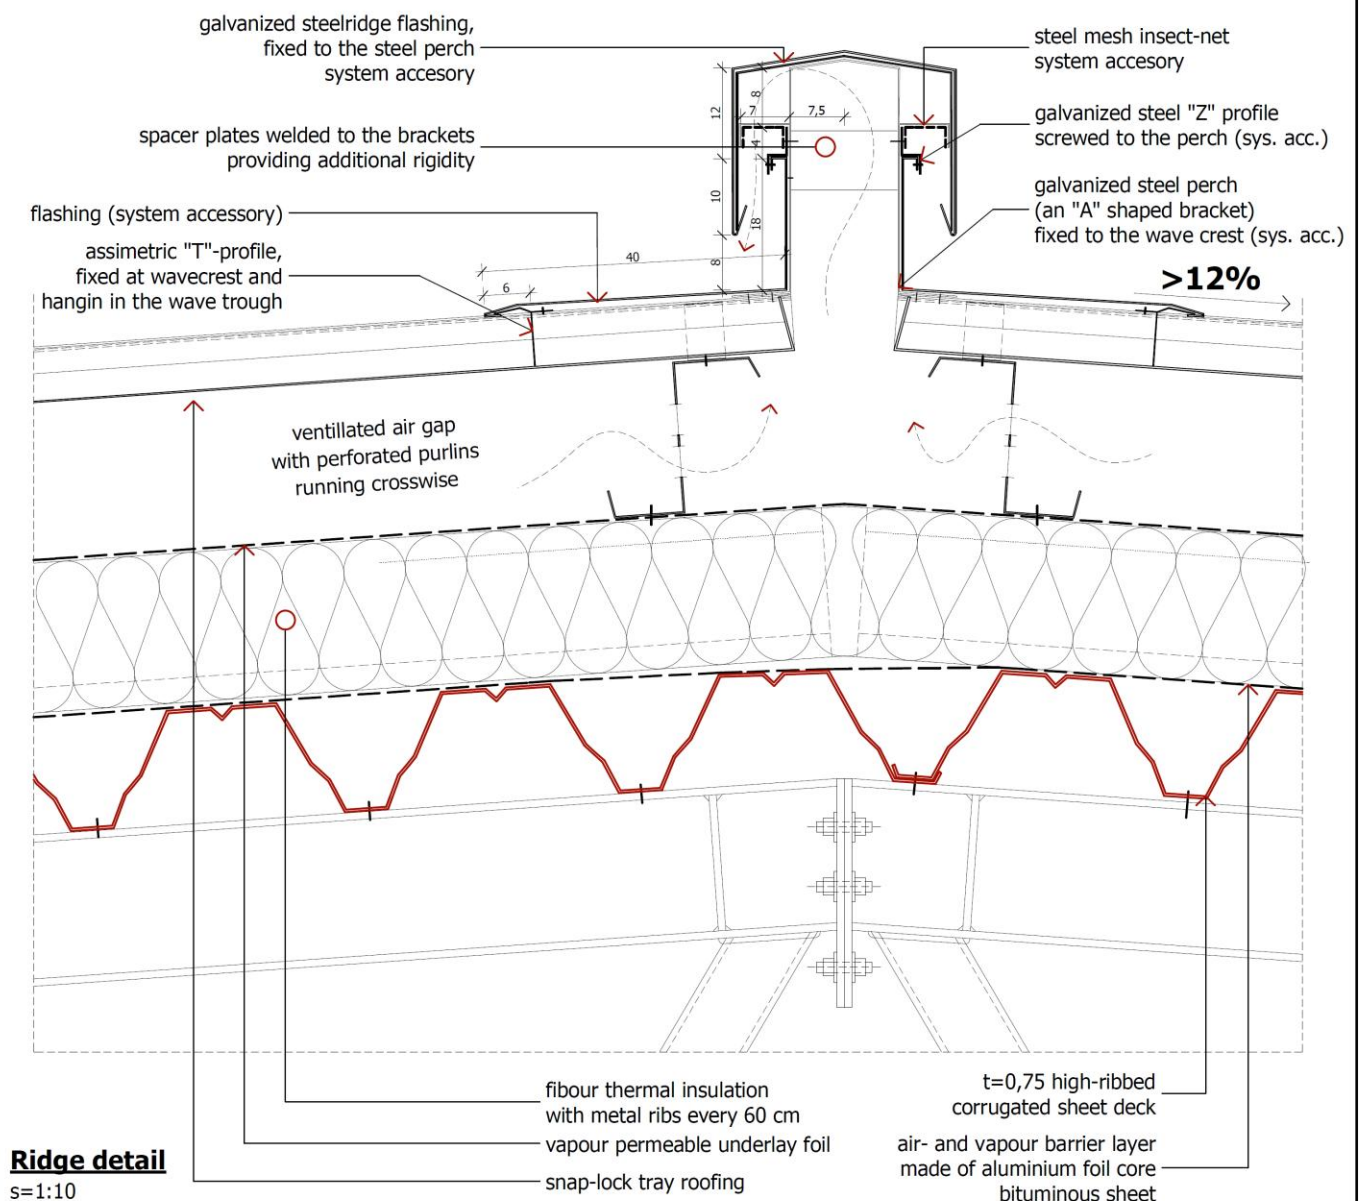 galvanized steelridge flashing,
fixed to the steel perch
system accesory
spacer plates welded to the brackets
providing additional rigidity
flashing (system accessory)
assimetric "T"-profile,
fixed at wavecrest and
hangin in the wave trough
steel mesh insect-net
system accesory
galvanized steel "Z" profile
screwed to the perch (sys. acc.)
galvanized steel perch
(an "A" shaped bracket)
fixed to the wave crest (sys. acc.)
>12%
12
8
7
7,5
4
10
18
8
40
6
ventillated air gap
with perforated purlins
running crosswise
fibour thermal insulation
with metal ribs every 60 cm
vapour permeable underlay foil
snap-lock tray roofing
t=0,75 high-ribbed
corrugated sheet deck
air- and vapour barrier layer
made of aluminium foil core
bituminous sheet
Ridge detail
s=1:10